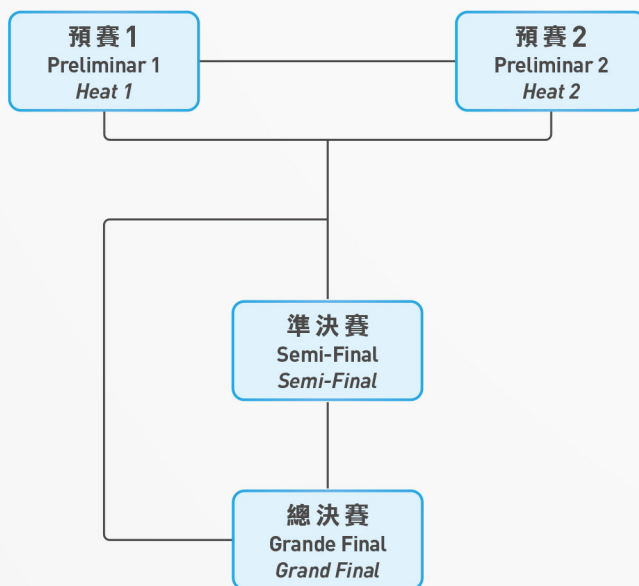 預賽1
Preliminar 1
Heat 1
預賽2
Preliminar 2
Heat 2
準決賽
Semi-Final
Semi-Final
總決賽
Grande Final
Grand Final